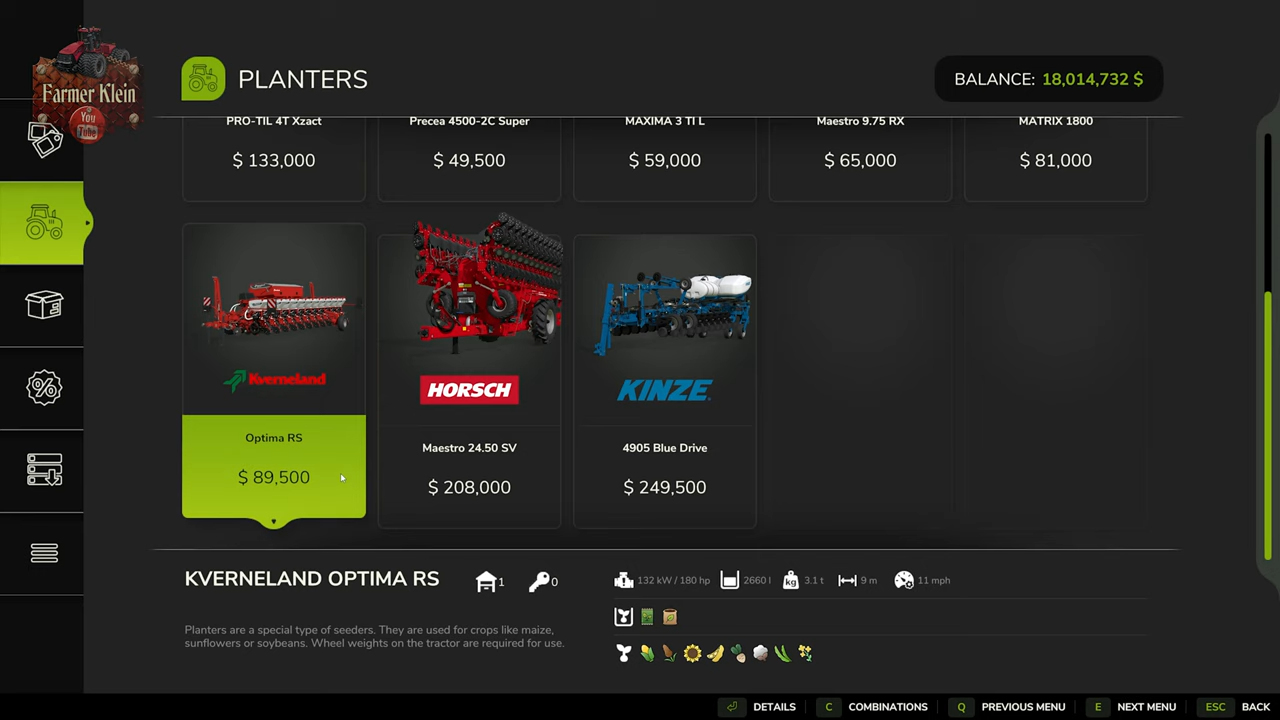 Farmer Klein
You
Tube
PLANTERS
BALANCE: 18,014,732 $
PRO-TIL 4T Xzact
Precea 4500-2C Super
MAXIMA 3 TI L
Maestro 9.75 RX
MATRIX 1800
$ 133,000
$ 49,500
$ 59,000
$ 65,000
$ 81,000
Kverneland
HORSCH
KINZE
Optima RS
Maestro 24.50 SV
4905 Blue Drive
$ 89,500
$ 208,000
$ 249,500
KVERNELAND OPTIMA RS
1
0
132 kW / 180 hp
2660 l
kg
3.1 t
9 m
11 mph
Planters are a special type of seeders. They are used for crops like maize,
sunflowers or soybeans. Wheel weights on the tractor are required for use.
DETAILS
C COMBINATIONS
Q PREVIOUS MENU
E NEXT MENU
ESC BACK